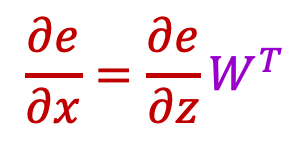 ∂e/∂x = ∂e/∂z W^T